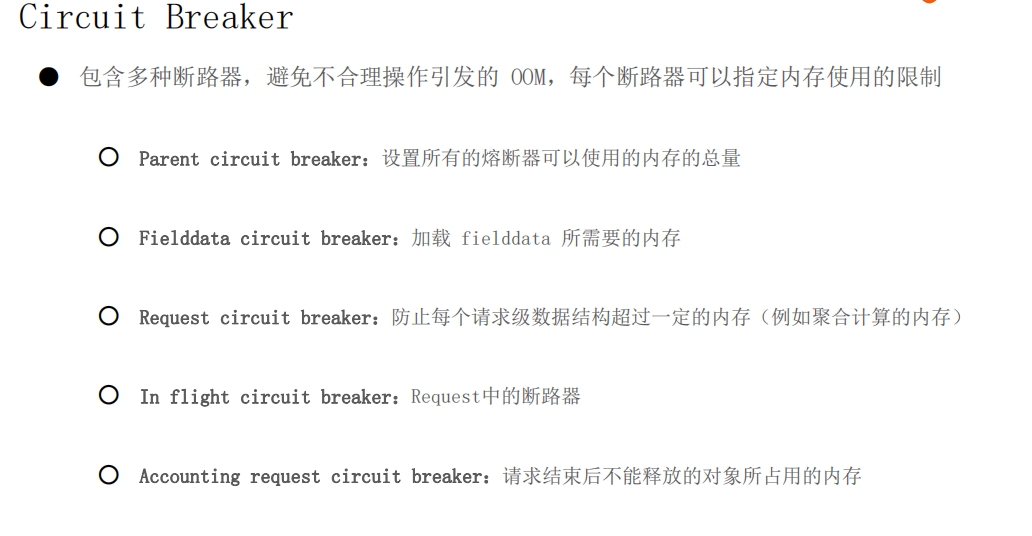 Circuit Breaker
包含多种断路器，避免不合理操作引发的 OOM，每个断路器可以指定内存使用的限制
Parent circuit breaker：设置所有的熔断器可以使用的内存的总量
Fielddata circuit breaker：加载 fielddata 所需要的内存
Request circuit breaker：防止每个请求级数据结构超过一定的内存（例如聚合计算的内存）
In flight circuit breaker：Request中的断路器
Accounting request circuit breaker：请求结束后不能释放的对象所占用的内存